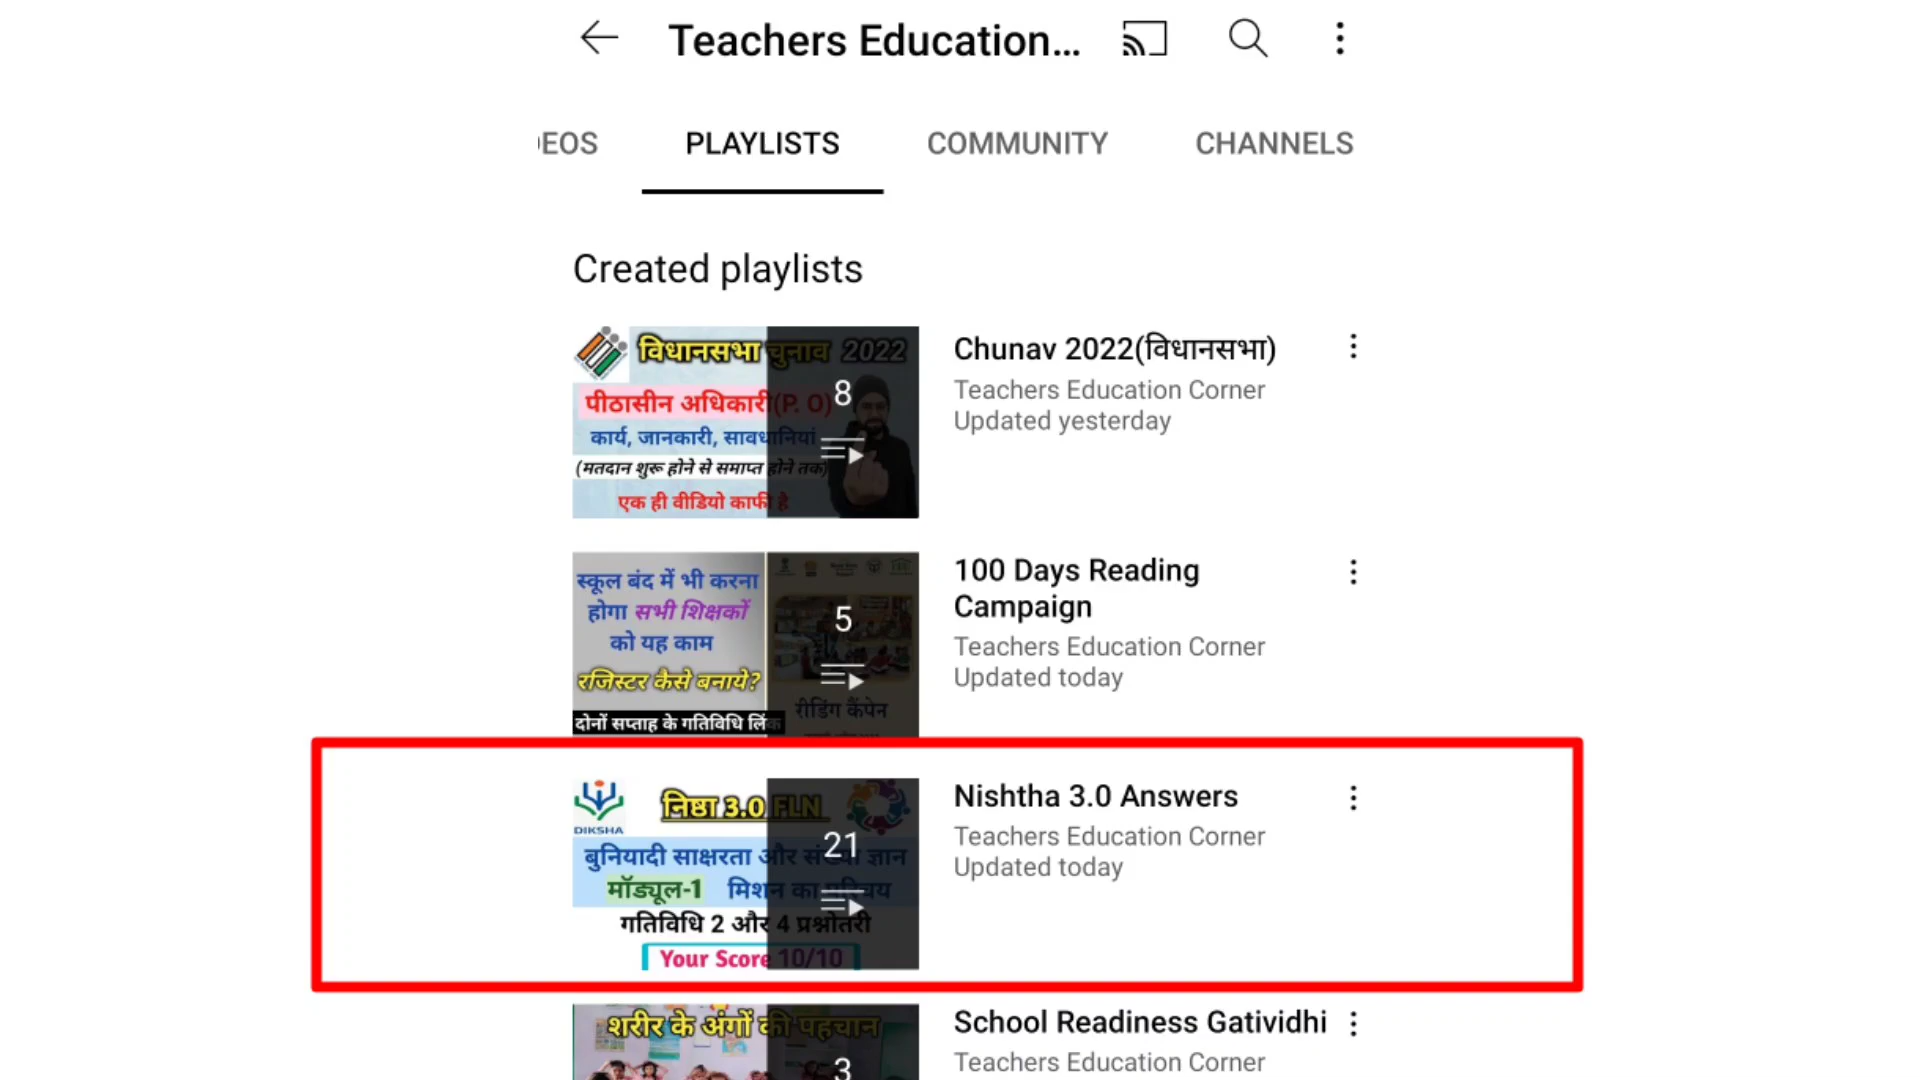 Teachers Education...
EOS
PLAYLISTS
COMMUNITY
CHANNELS
Created playlists
विधानसभा चुनाव 2022
पीठासीन अधिकारी(P. O)
कार्य, जानकारी, सावधानियां
(मतदान शुरू होने से समाप्त होने तक)
एक ही वीडियो काफी है
8
Chunav 2022(विधानसभा)
Teachers Education Corner
Updated yesterday
स्कूल बंद में भी करना
होगा सभी शिक्षकों
को यह काम
रजिस्टर कैसे बनाये?
दोनों सप्ताह के गतिविधि लिंक
5
रीडिंग कैंपेन
100 Days Reading
Campaign
Teachers Education Corner
Updated today
DIKSHA
निष्ठा 3.0 FLN
बुनियादी साक्षरता और संख्या ज्ञान
मॉड्यूल-1 मिशन का परिचय
गतिविधि 2 और 4 प्रश्नोतरी
Your Score 10/10
21
Nishtha 3.0 Answers
Teachers Education Corner
Updated today
शरीर के अंगों की पहचान
3
School Readiness Gatividhi
Teachers Education Corner